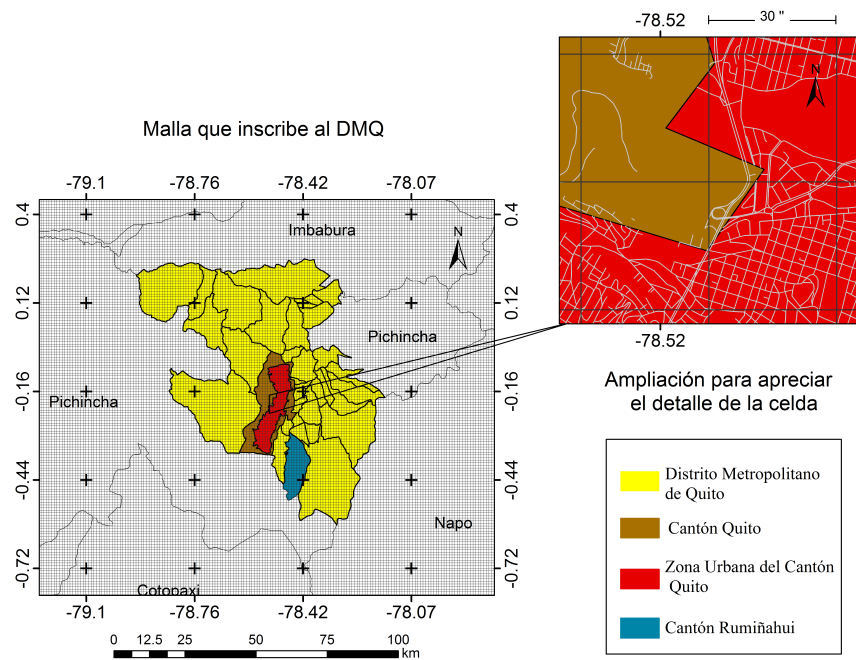 Malla que inscribe al DMQ
-79.1 -78.76 -78.42 -78.07
0.4 0.4
0.12 0.12
-0.16 -0.16
-0.44 -0.44
-0.72 -0.72
Imbabura
N
Pichincha
Pichincha
Napo
Cotopaxi
-79.1 -78.76 -78.42 -78.07
0 12.5 25 50 75 100
km
-78.52 30 "
N
-78.52
Ampliación para apreciar
el detalle de la celda
Distrito Metropolitano
de Quito
Cantón Quito
Zona Urbana del Cantón
Quito
Cantón Rumiñahui